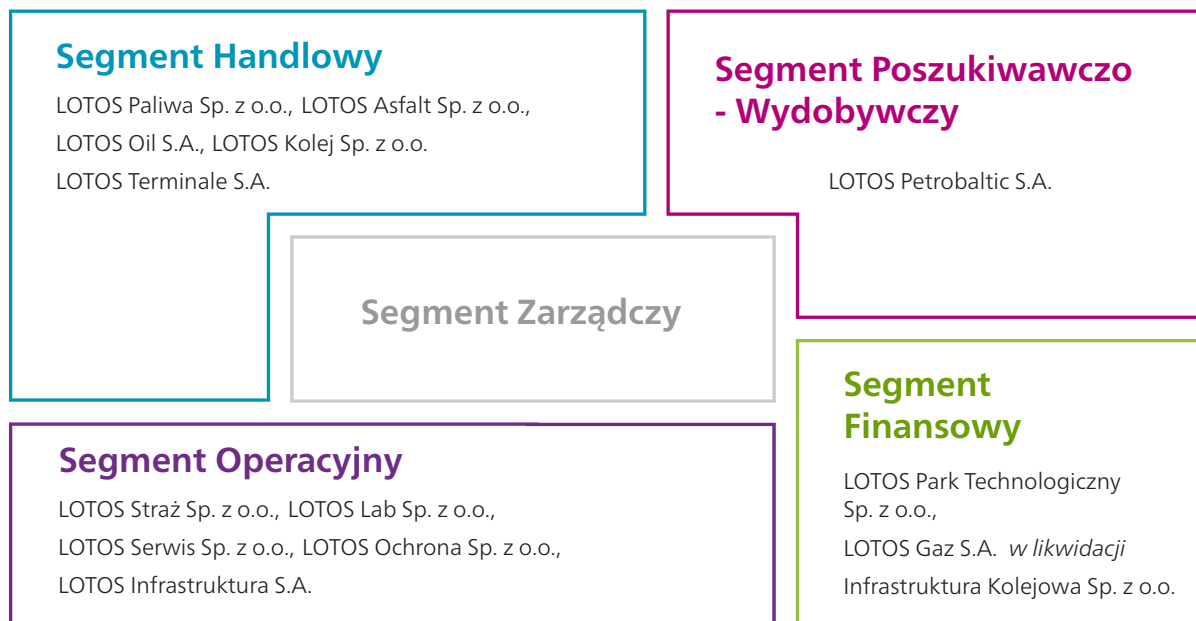 Segment Handlowy
LOTOS Paliwa Sp. z o.o., LOTOS Asfalt Sp. z o.o.,
LOTOS Oil S.A., LOTOS Kolej Sp. z o.o.
LOTOS Terminale S.A.
Segment Poszukiwawczo
- Wydobywczy
LOTOS Petrobaltic S.A.
Segment Zarządczy
Segment Operacyjny
LOTOS Straż Sp. z o.o., LOTOS Lab Sp. z o.o.,
LOTOS Serwis Sp. z o.o., LOTOS Ochrona Sp. z o.o.,
LOTOS Infrastruktura S.A.
Segment
Finansowy
LOTOS Park Technologiczny
Sp. z o.o.,
LOTOS Gaz S.A. w likwidacji
Infrastruktura Kolejowa Sp. z o.o.